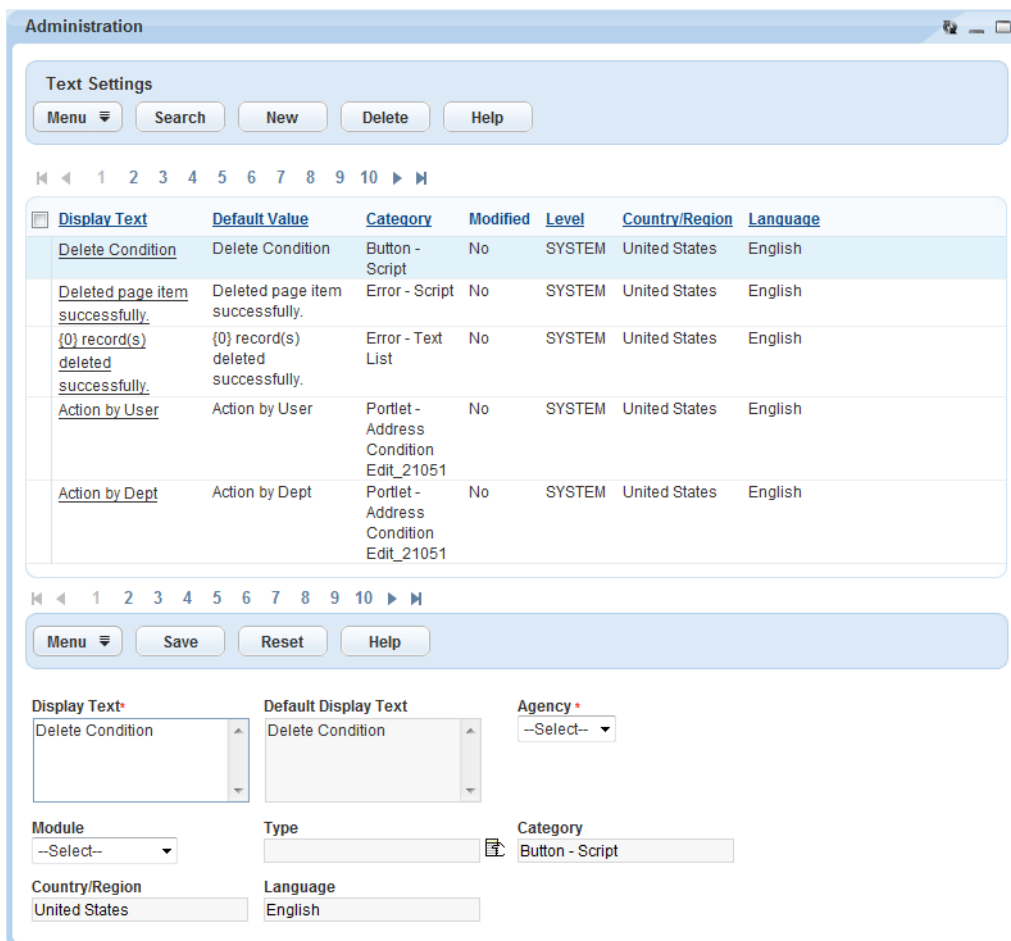 Administration
Text Settings
Menu Search New Delete Help
1 2 3 4 5 6 7 8 9 10
Display Text Default Value Category Modified Level Country/Region Language
Delete Condition Delete Condition Button - No SYSTEM United States English
Script
Deleted page item Deleted page item Error - Script No SYSTEM United States English
successfully. successfully.
{0} record(s) {0} record(s) Error - Text No SYSTEM United States English
deleted deleted List
successfully. successfully.
Action by User Action by User Portlet - No SYSTEM United States English
Address
Condition
Edit_21051
Action by Dept Action by Dept Portlet - No SYSTEM United States English
Address
Condition
Edit_21051
1 2 3 4 5 6 7 8 9 10
Menu Save Reset Help
Display Text* Default Display Text Agency *
Delete Condition Delete Condition --Select--
Module Type Category
--Select-- Button - Script
Country/Region Language
United States English